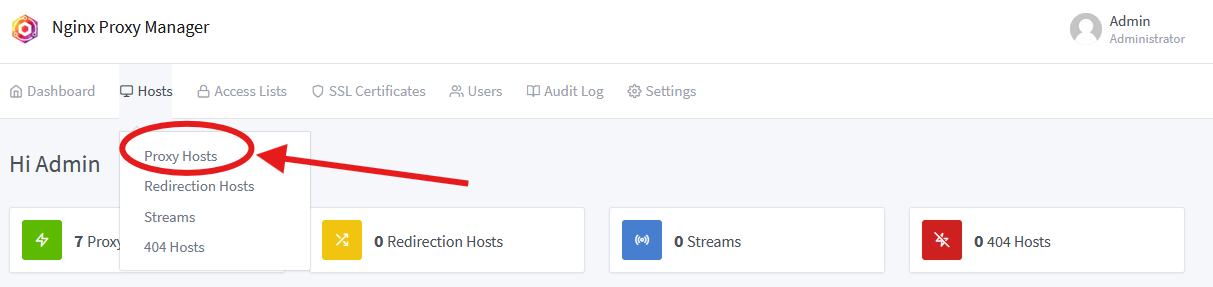 Nginx Proxy Manager
Admin
Administrator
Dashboard Hosts Access Lists SSL Certificates Users Audit Log Settings
Hi Admin
Proxy Hosts
Redirection Hosts
Streams
404 Hosts
7 Proxy
0 Redirection Hosts
0 Streams
0 404 Hosts